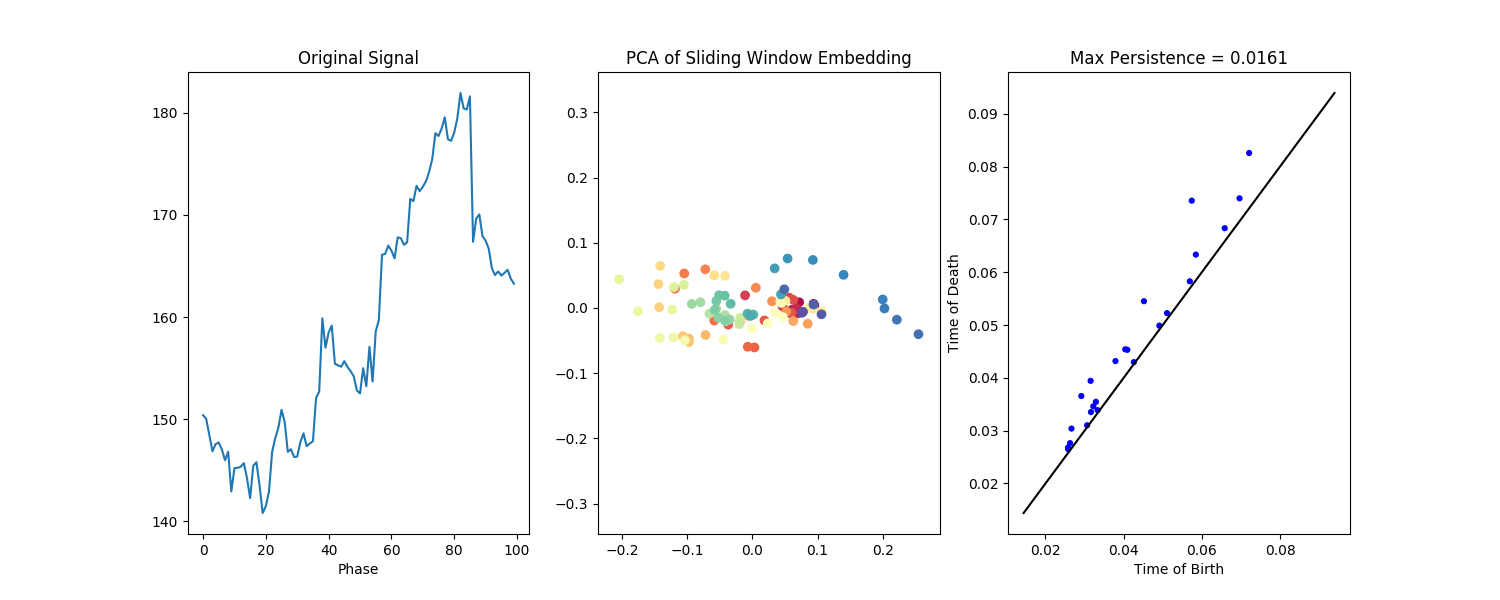 Original Signal
180
170
160
150
140
0 20 40 60 80 100
Phase
PCA of Sliding Window Embedding
0.3
0.2
0.1
0.0
−0.1
−0.2
−0.3
−0.2 −0.1 0.0 0.1 0.2
Max Persistence = 0.0161
Time of Death
0.09
0.08
0.07
0.06
0.05
0.04
0.03
0.02
0.02 0.04 0.06 0.08
Time of Birth